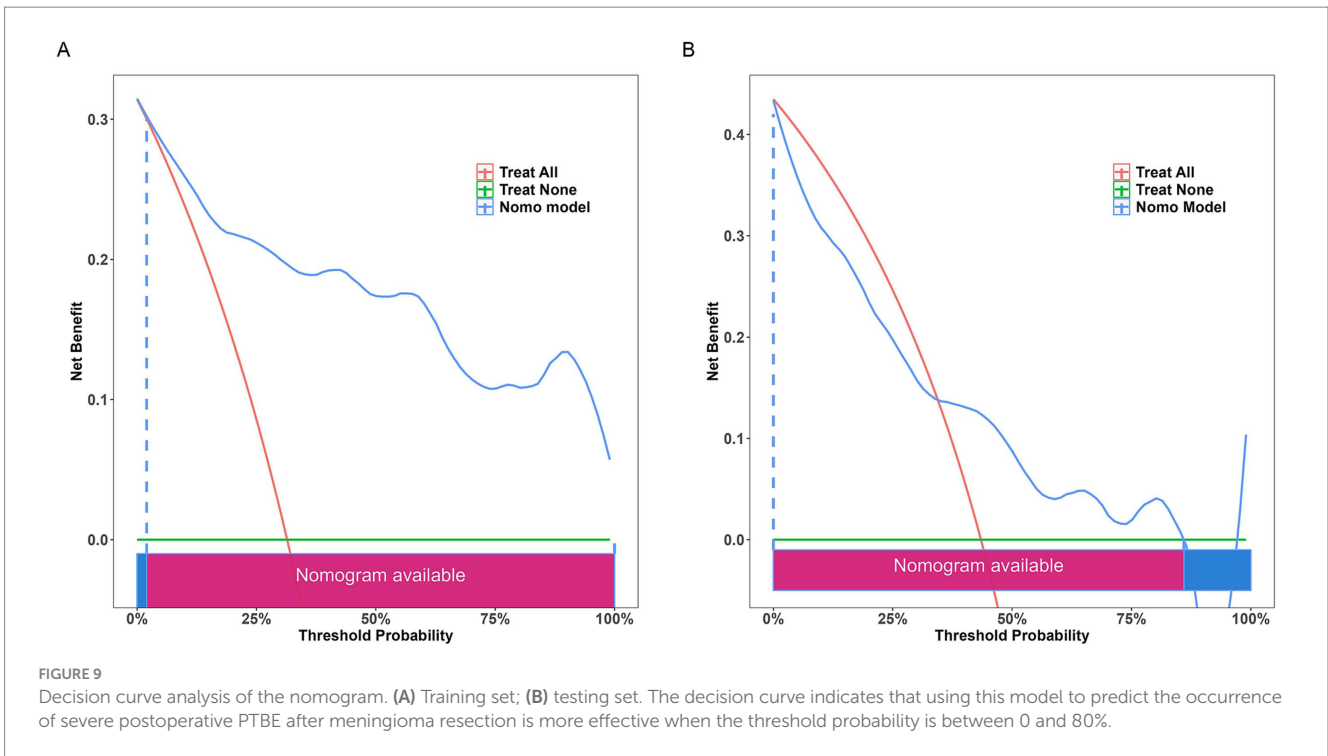 A
0.3
0.2
0.1
0.0
Net Benefit
Treat All
Treat None
Nomo model
Nomogram available
0% 25% 50% 75% 100%
Threshold Probability
B
0.4
0.3
0.2
0.1
0.0
Net Benefit
Treat All
Treat None
Nomo Model
Nomogram available
0% 25% 50% 75% 100%
Threshold Probability
FIGURE 9
Decision curve analysis of the nomogram. (A) Training set; (B) testing set. The decision curve indicates that using this model to predict the occurrence
of severe postoperative PTBE after meningioma resection is more effective when the threshold probability is between 0 and 80%.